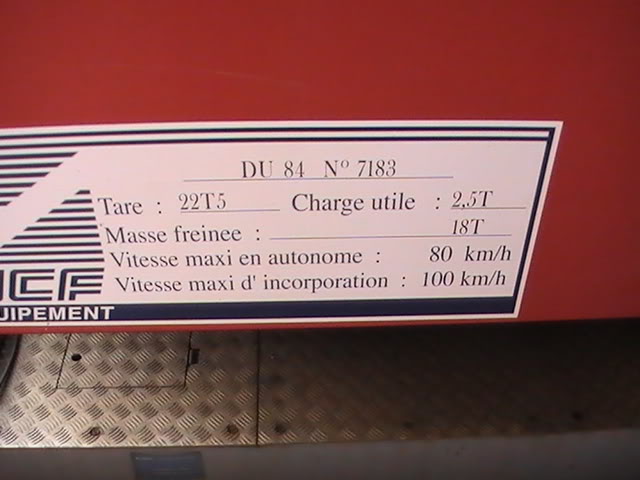 DU 84 N° 7183
Tare : 22T5 Charge utile : 2,5T
Masse freinee : 18T
Vitesse maxi en autonome : 80 km/h
Vitesse maxi d' incorporation : 100 km/h